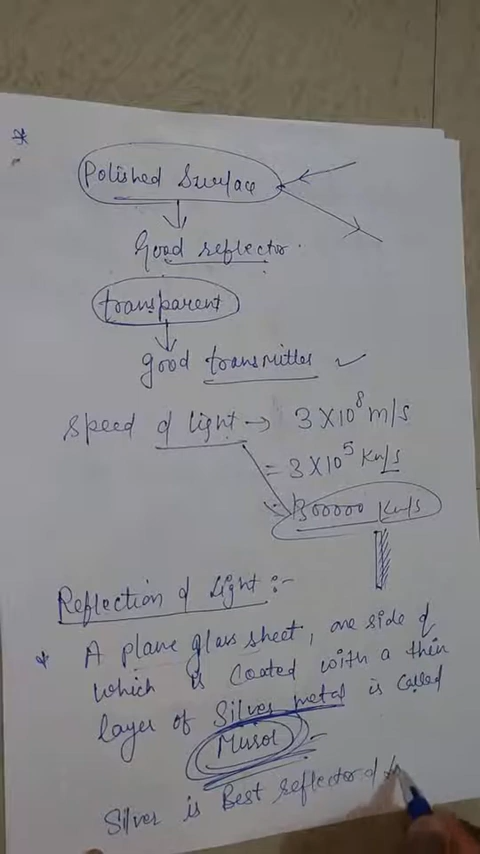 *
Polished Surface
Good reflector.
transparent
good transmitter
Speed of light → 3×10⁸ m/s
= 3×10⁵ Km/s
300000 Km/s
Reflection of Light :-
* A plane glass sheet, one side of
which is coated with a thin
layer of Silver metal is called
Mirror
Silver is Best reflector of